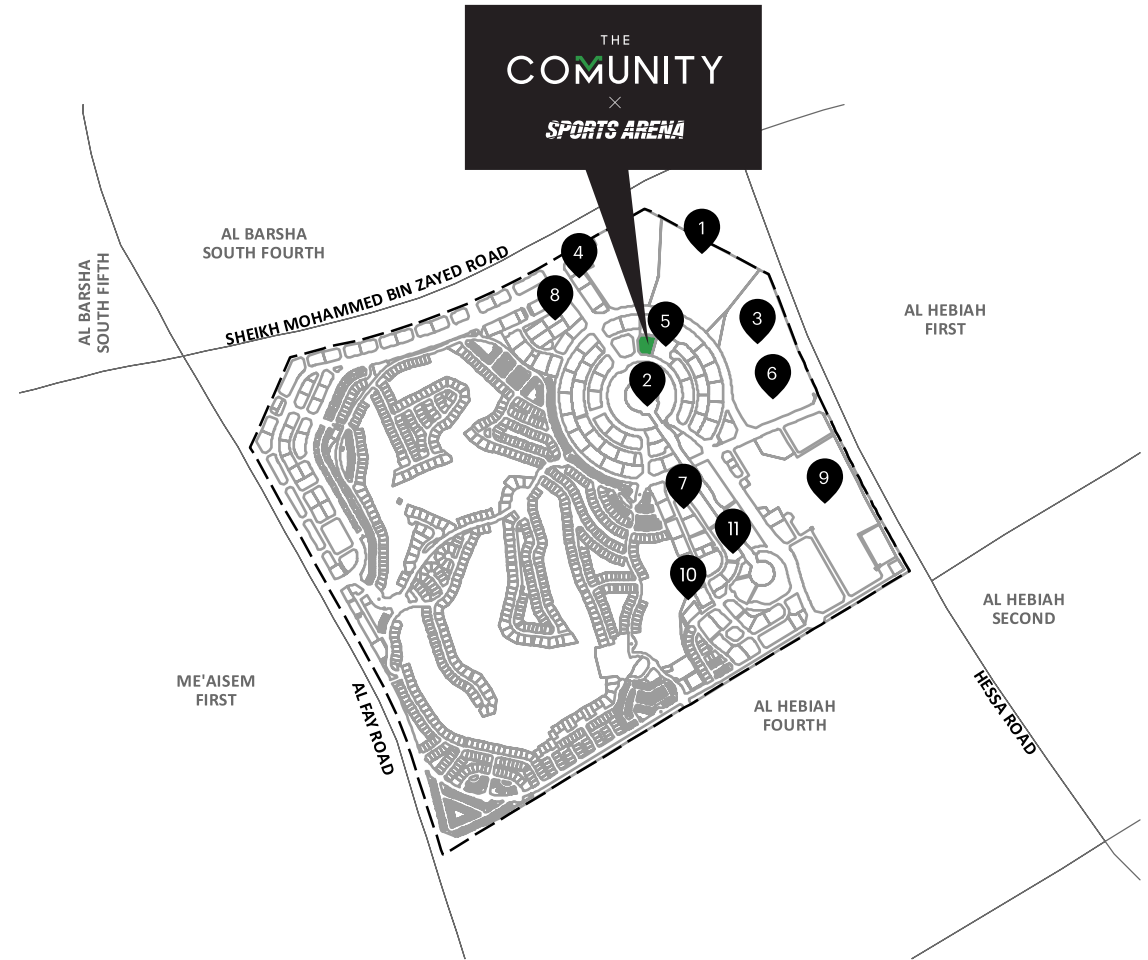 THE
COMUNITY
×
SPORTS ARENA
1
AL BARSHA
SOUTH FOURTH
4
AL BARSHA
SOUTH FIFTH
SHEIKH MOHAMMED BIN ZAYED ROAD
8
5
3
AL HEBIAH
FIRST
2
6
7
9
11
10
AL HEBIAH
SECOND
ME'AISEM
FIRST
AL FAY ROAD
AL HEBIAH
FOURTH
HESSA ROAD